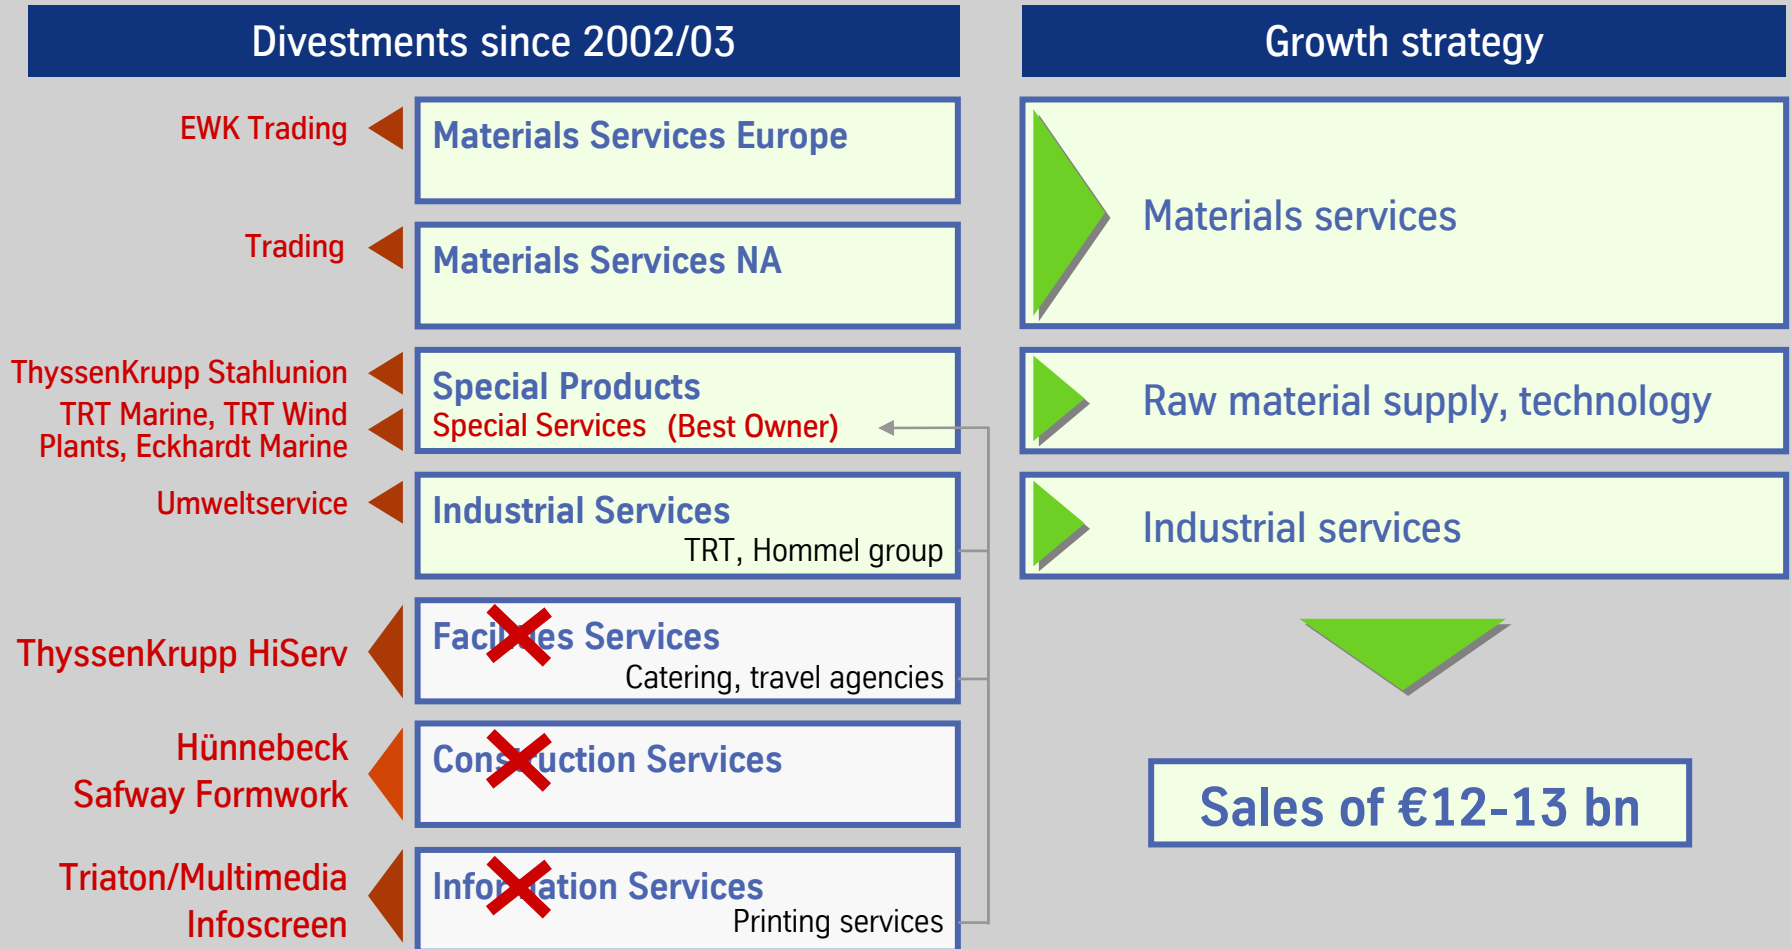 Divestments since 2002/03
Growth strategy
EWK Trading
Materials Services Europe
Trading
Materials Services NA
ThyssenKrupp Stahlunion
TRT Marine, TRT Wind
Plants, Eckhardt Marine
Special Products
Special Services (Best Owner)
Umweltservice
Industrial Services
TRT, Hommel group
ThyssenKrupp HiServ
Facilities Services
Catering, travel agencies
Hünnebeck
Safway Formwork
Construction Services
Triaton/Multimedia
Infoscreen
Information Services
Printing services
Materials services
Raw material supply, technology
Industrial services
Sales of €12-13 bn